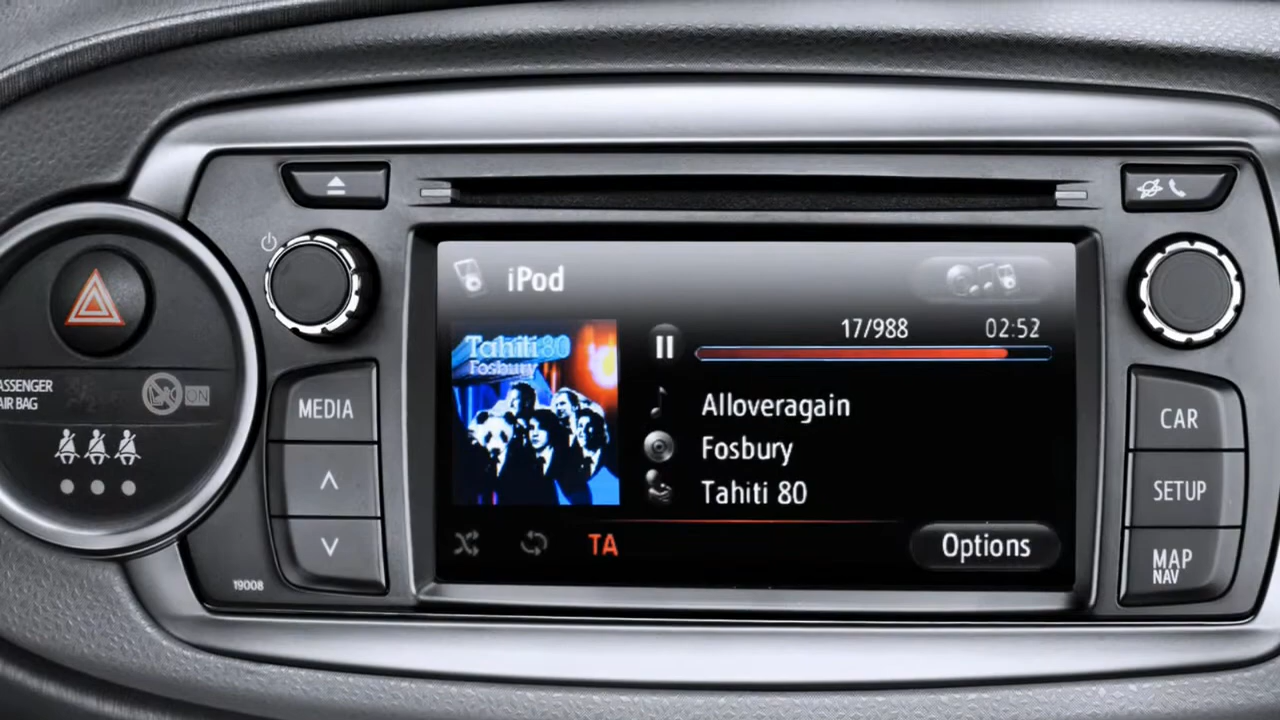 iPod
17/988 02:52
Tahiti 80
Fosbury
Alloveragain
Fosbury
Tahiti 80
TA
Options
ASSENGER
AIR BAG
ON
MEDIA
19008
CAR
SETUP
MAP
NAV